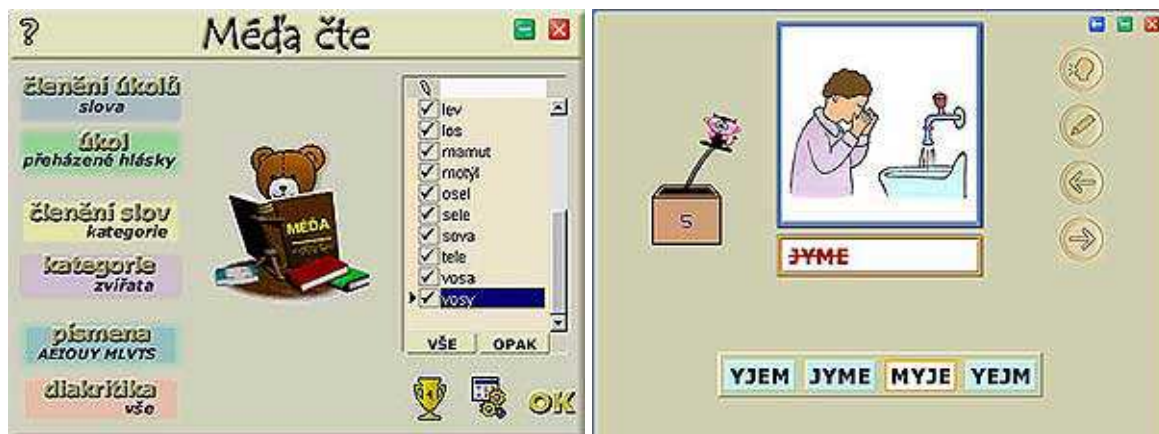 ?
Méďa čte
členění úkolů
slova
úkol
přeházené hlásky
členění slov
kategorie
kategorie
zvířata
písmena
AEIOUY MLVTS
diakritika
vše
MÉĎA
lev
los
mamut
motýl
osel
sele
sova
tele
vosa
vosy
VŠE OPAK
OK
5
JYME
YJEM JYME MYJE YEJM